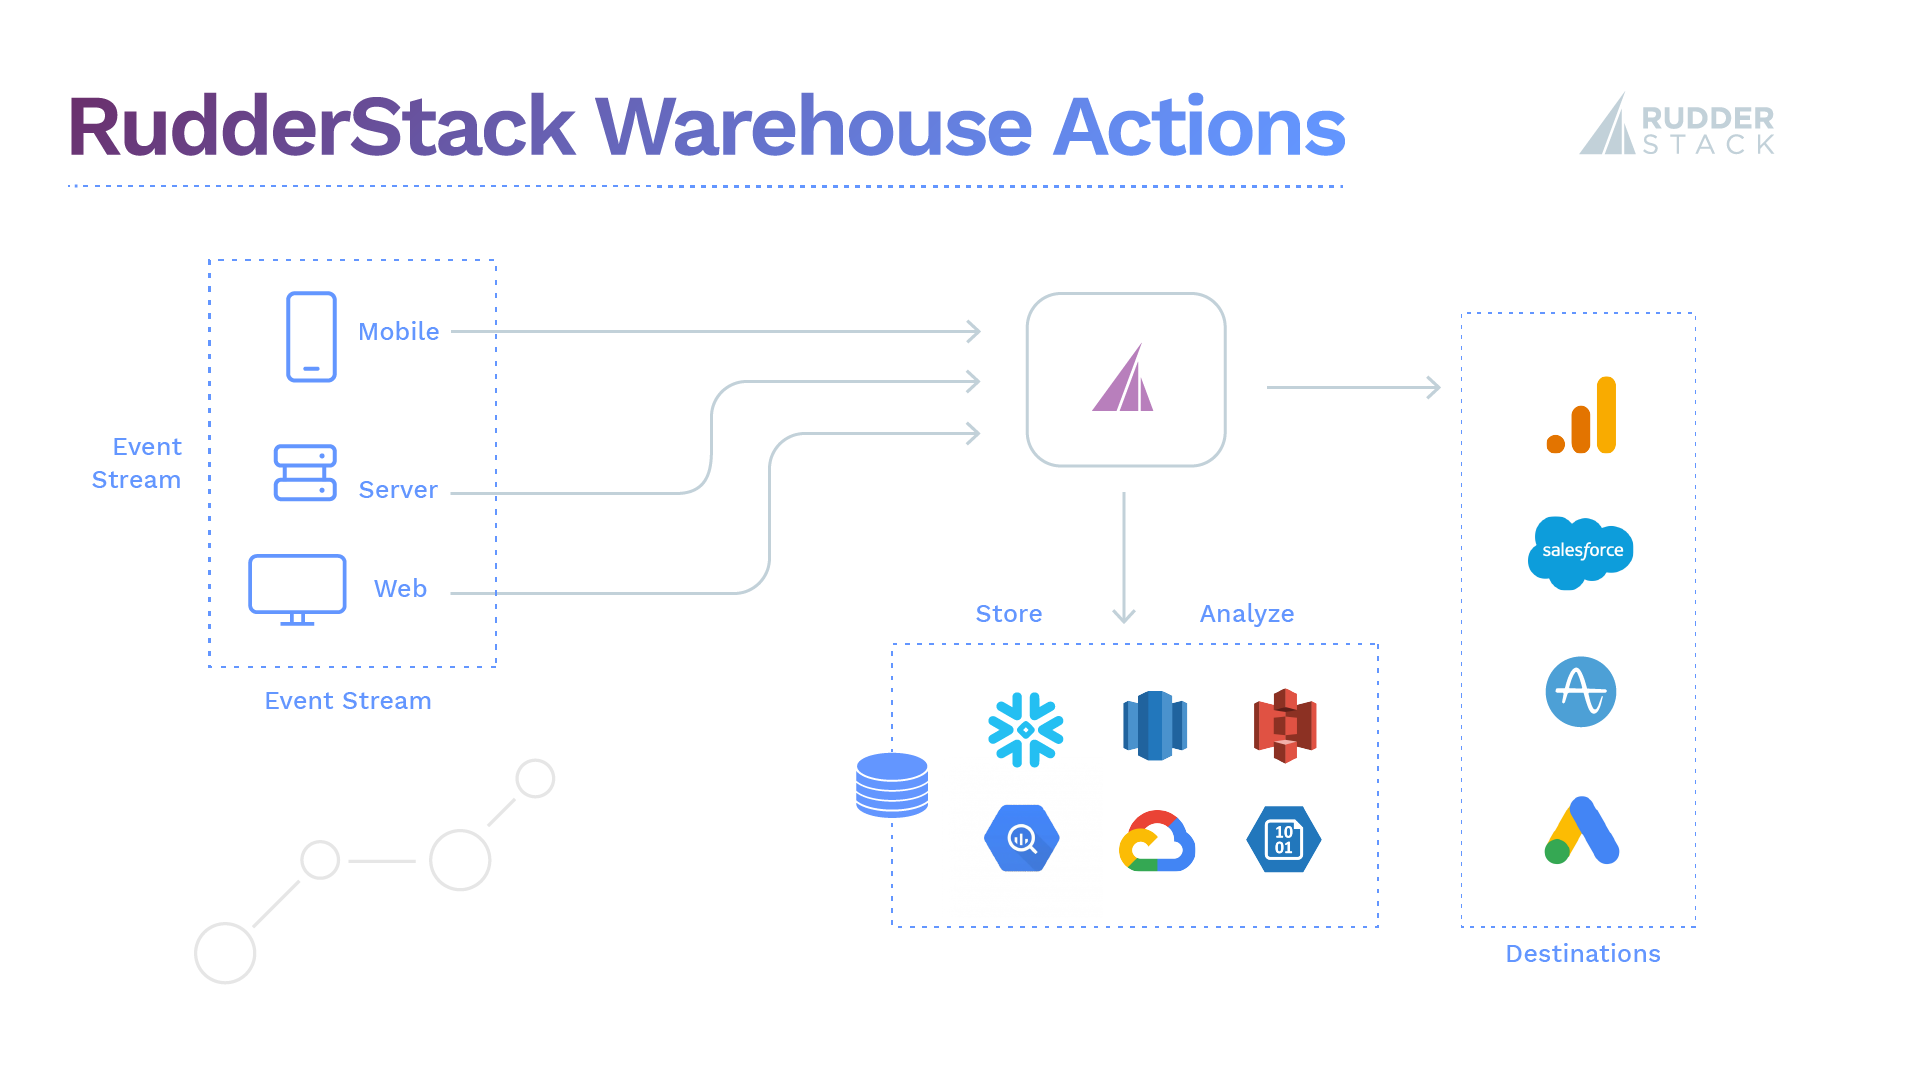 RudderStack Warehouse Actions
RUDDER
STACK
Mobile
Event
Stream
Server
Web
Event Stream
Store
Analyze
salesforce
10
01
Destinations